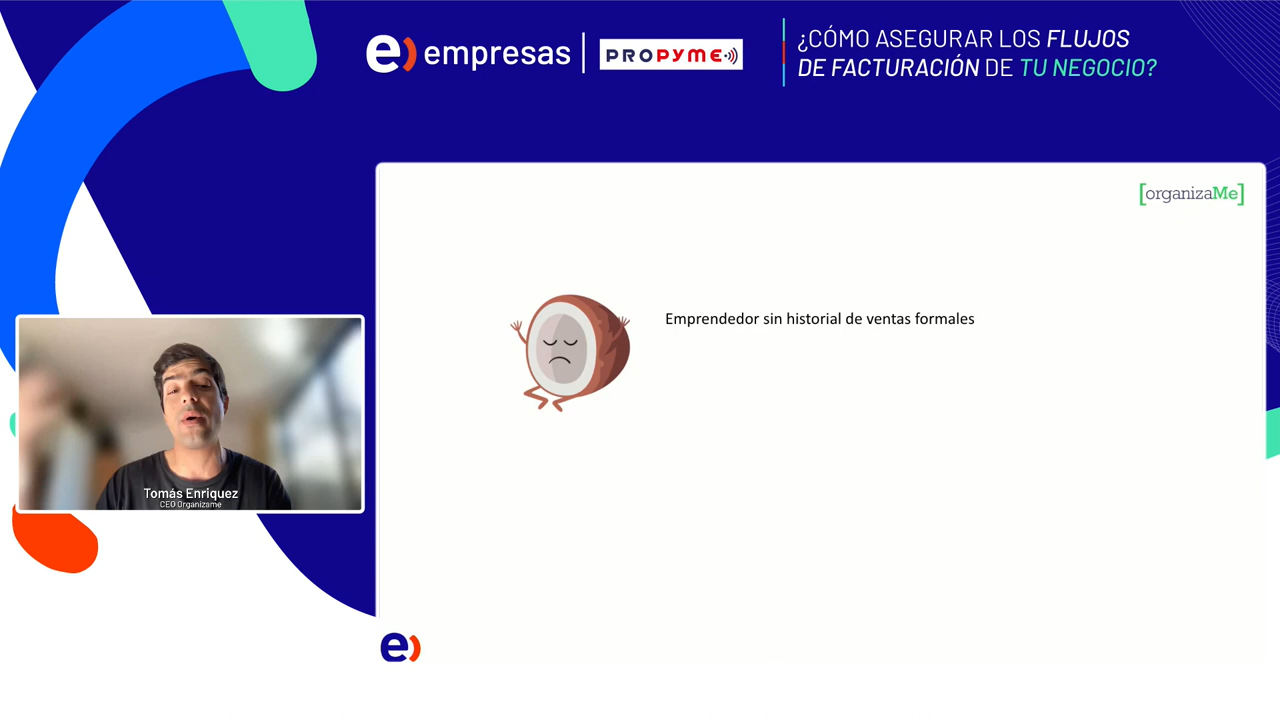 e) empresas
PROPYME
¿CÓMO ASEGURAR LOS FLUJOS
DE FACTURACIÓN DE TU NEGOCIO?
[organizaMe]
Emprendedor sin historial de ventas formales
Tomás Enriquez
CEO Organizame
e)